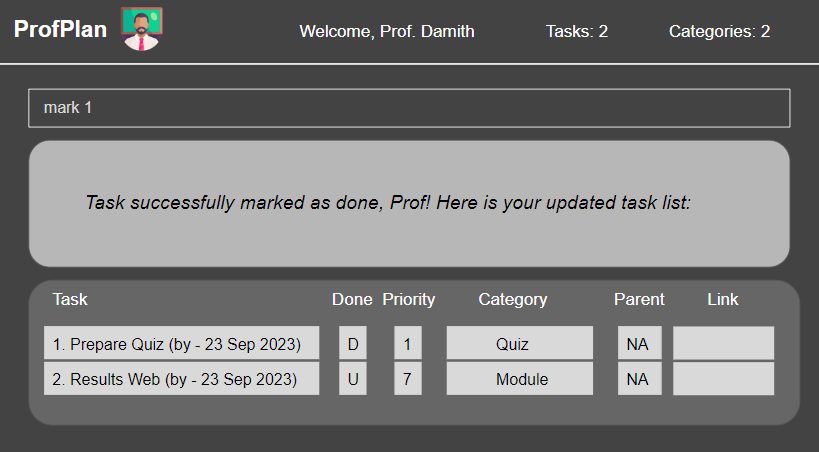 ProfPlan Welcome, Prof. Damith Tasks: 2 Categories: 2
mark 1
Task successfully marked as done, Prof! Here is your updated task list:
Task Done Priority Category Parent Link
1. Prepare Quiz (by - 23 Sep 2023) D 1 Quiz NA
2. Results Web (by - 23 Sep 2023) U 7 Module NA